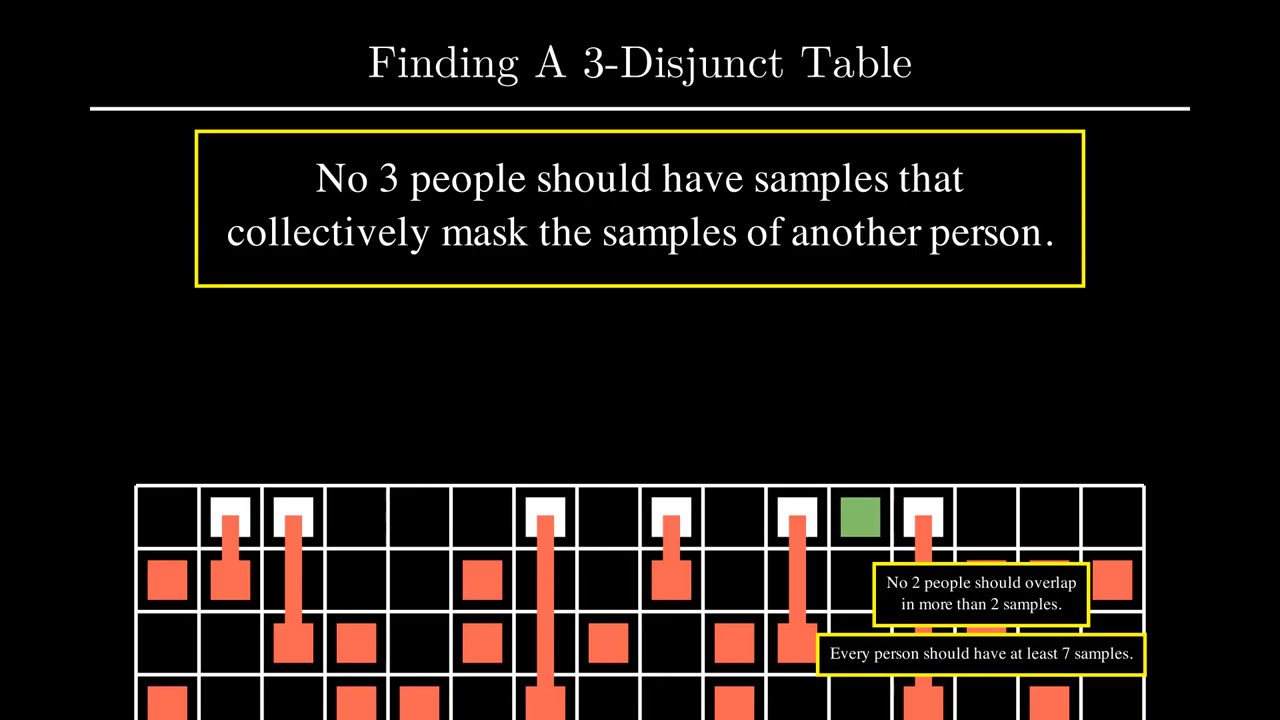 Finding A 3-Disjunct Table
No 3 people should have samples that
collectively mask the samples of another person.
No 2 people should overlap
in more than 2 samples.
Every person should have at least 7 samples.